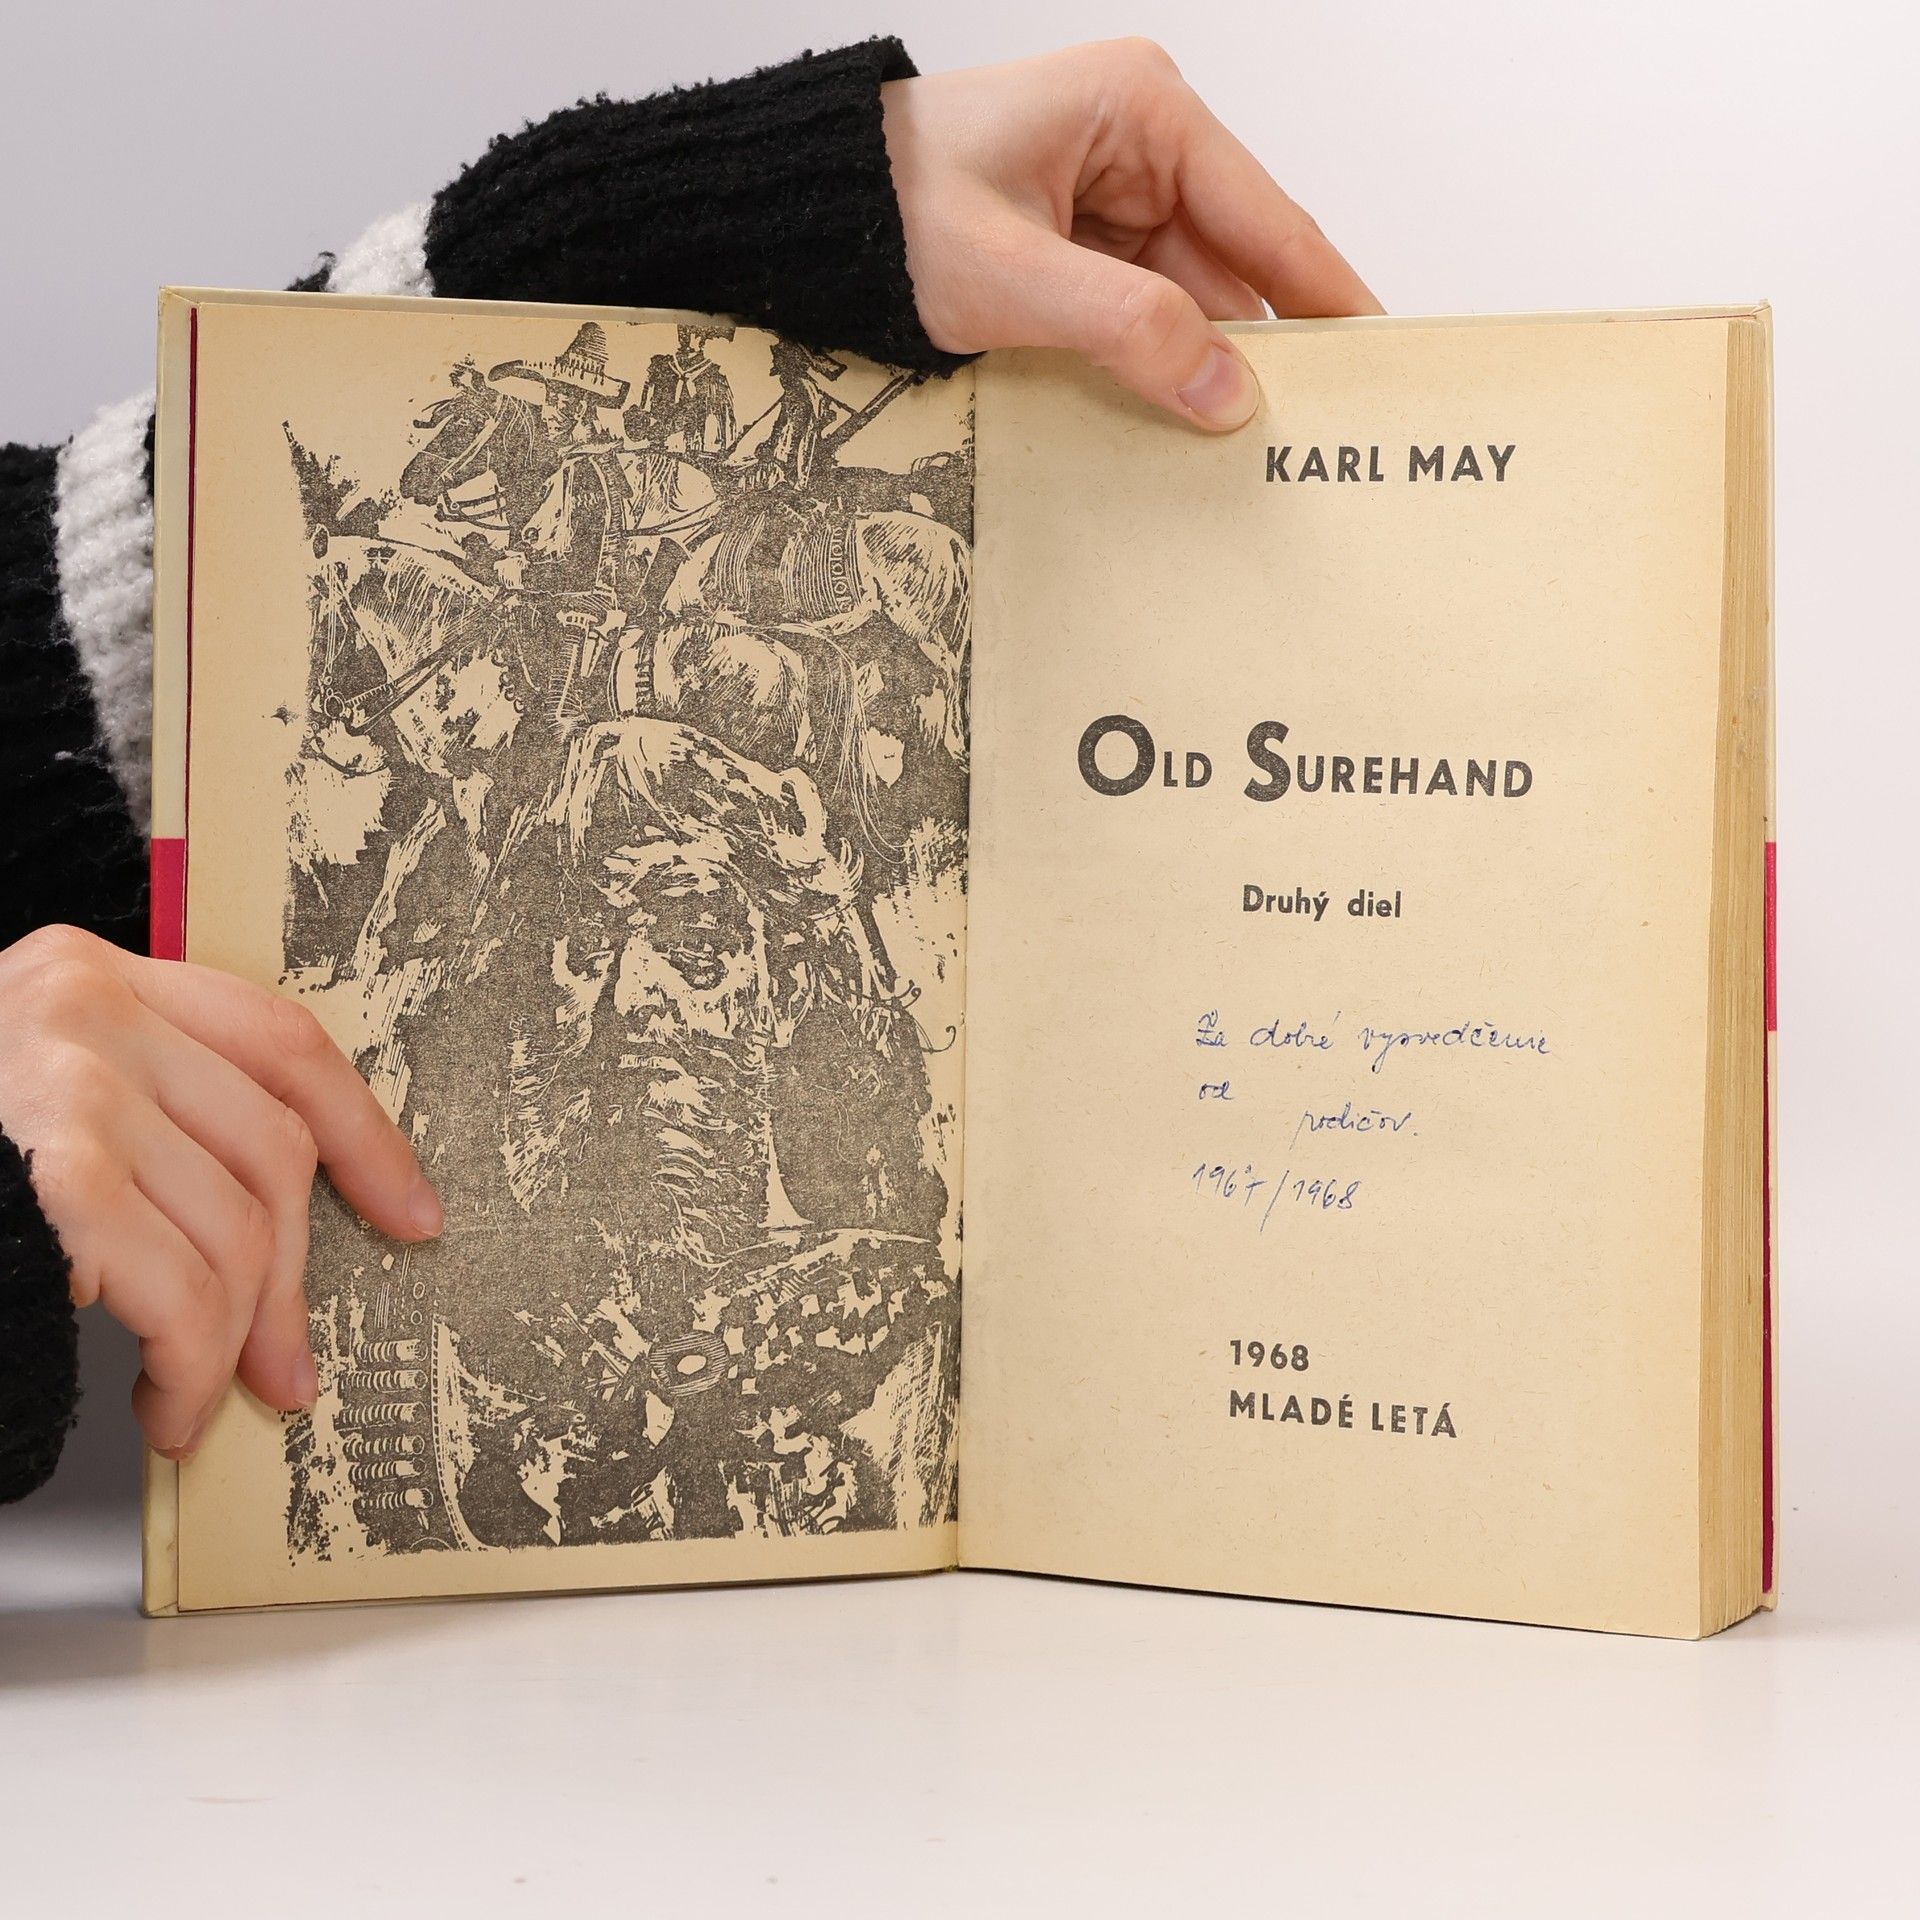 KARL MAY
OLD SUREHAND
Druhý diel
Za dobré vysvedčenie
od
rodičov.
1967/1968
1968
MLADÉ LETÁ